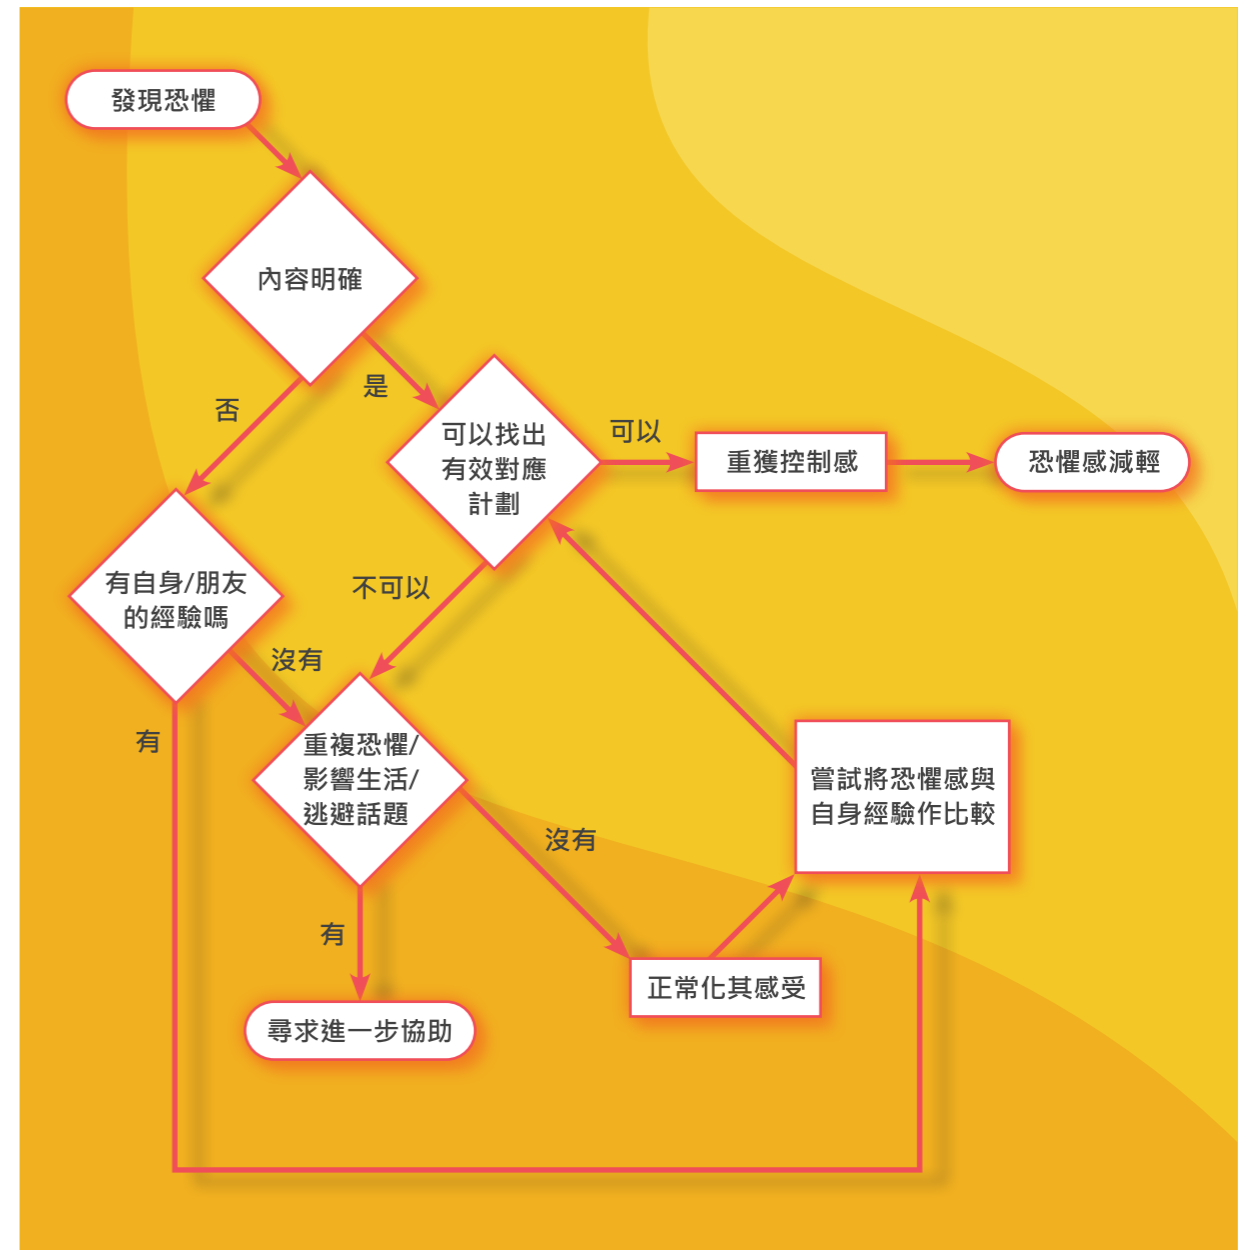 發現恐懼
內容明確
是
否
可以找出
有效對應
計劃
可以
重獲控制感
恐懼感減輕
不可以
有自身/朋友
的經驗嗎
沒有
有
重複恐懼/
影響生活/
逃避話題
沒有
有
嘗試將恐懼感與
自身經驗作比較
正常化其感受
尋求進一步協助